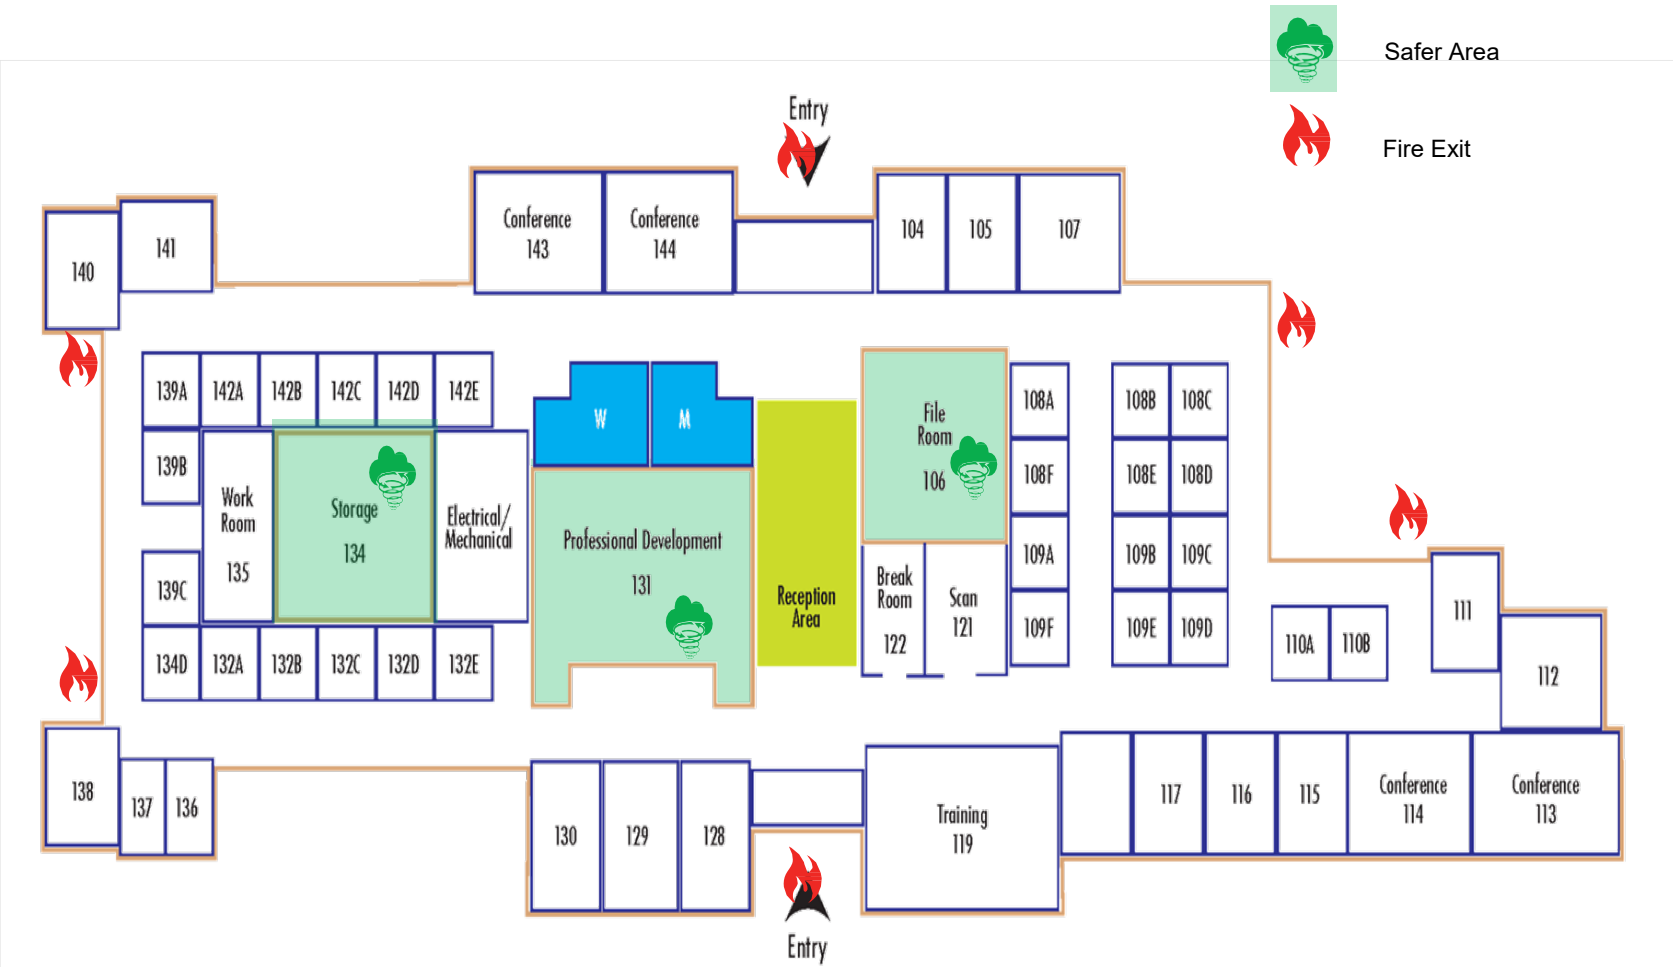 Safer Area
Fire Exit
Entry
Conference
143
Conference
144
104
105
107
141
140
139A
142A
142B
142C
142D
142E
W
M
File
Room
106
108A
108B
108C
139B
Work
Room
135
Storage
134
Electrical/
Mechanical
Professional Development
131
Reception
Area
108F
108E
108D
139C
Break
Room
122
Scan
121
109A
109B
109C
109F
109E
109D
110A
110B
111
112
134D
132A
132B
132C
132D
132E
138
137
136
130
129
128
Training
119
117
116
115
Conference
114
Conference
113
Entry